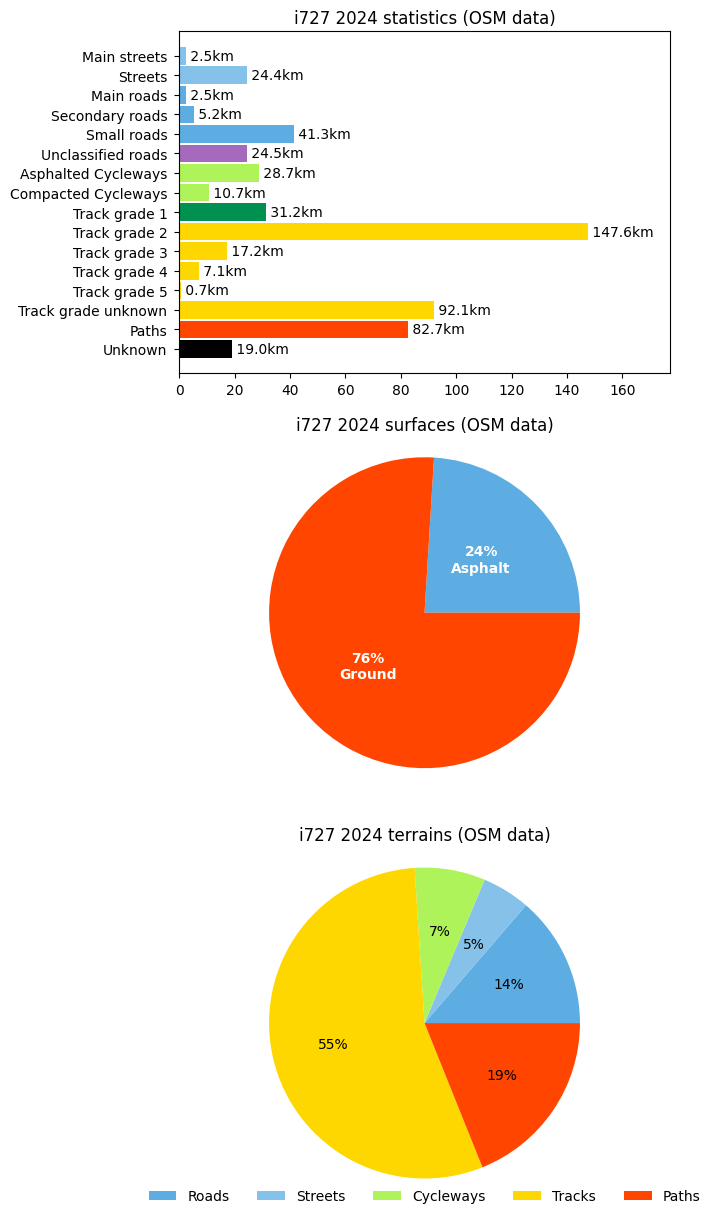 i727 2024 statistics (OSM data)
Main streets 2.5km
Streets 24.4km
Main roads 2.5km
Secondary roads 5.2km
Small roads 41.3km
Unclassified roads 24.5km
Asphalted Cycleways 28.7km
Compacted Cycleways 10.7km
Track grade 1 31.2km
Track grade 2 147.6km
Track grade 3 17.2km
Track grade 4 7.1km
Track grade 5 0.7km
Track grade unknown 92.1km
Paths 82.7km
Unknown 19.0km
0 20 40 60 80 100 120 140 160
i727 2024 surfaces (OSM data)
24%
Asphalt
76%
Ground
i727 2024 terrains (OSM data)
7%
5%
14%
55%
19%
Roads Streets Cycleways Tracks Paths